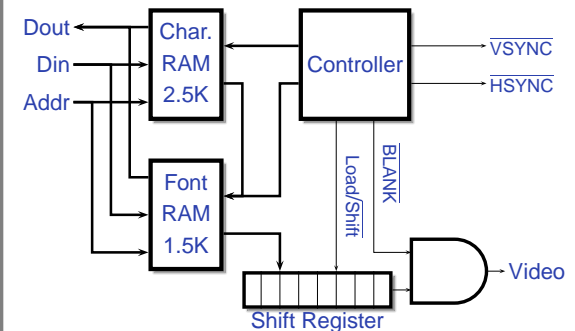 Dout
Din
Addr
Char.
RAM
2.5K
Controller
VSYNC
HSYNC
Font
RAM
1.5K
Load/Shift
BLANK
Video
Shift Register